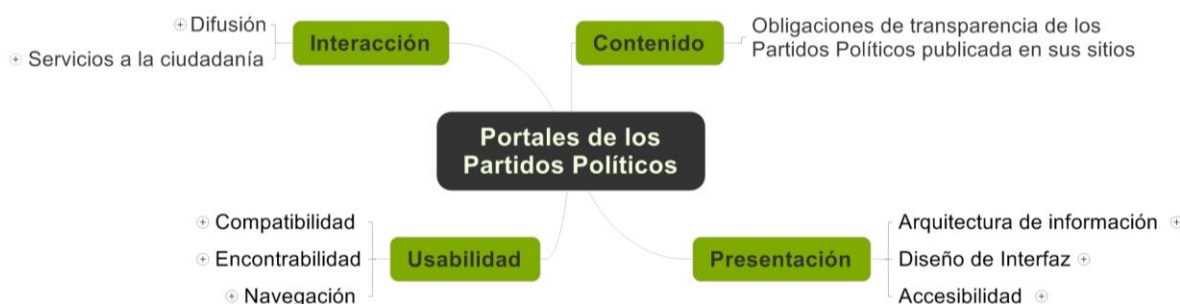 Difusión
Servicios a la ciudadanía
Interacción
Contenido
Obligaciones de transparencia de los
Partidos Políticos publicada en sus sitios
Portales de los
Partidos Políticos
Compatibilidad
Encontrabilidad
Navegación
Usabilidad
Presentación
Arquitectura de información
Diseño de Interfaz
Accesibilidad